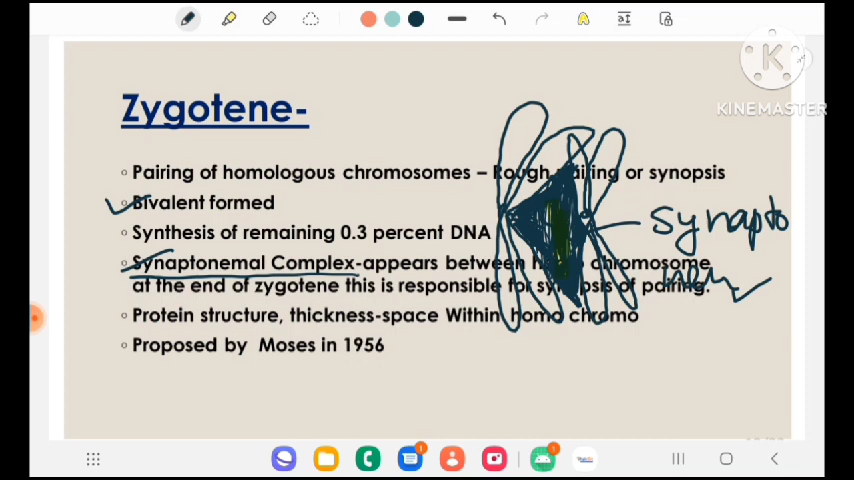 KINEMASTER
Zygotene-
Pairing of homologous chromosomes – Rough pairing or synopsis
Bivalent formed
Synthesis of remaining 0.3 percent DNA
Synapto
Synaptonemal Complex-appears between homo chromosome
at the end of zygotene this is responsible for synopsis of pairing.
Protein structure, thickness-space Within homo chromo
Proposed by Moses in 1956